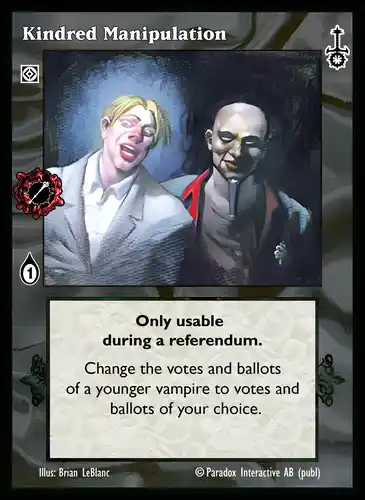 Kindred Manipulation
1
Only usable
during a referendum.
Change the votes and ballots
of a younger vampire to votes and
ballots of your choice.
Illus: Brian LeBlanc
© Paradox Interactive AB (publ)